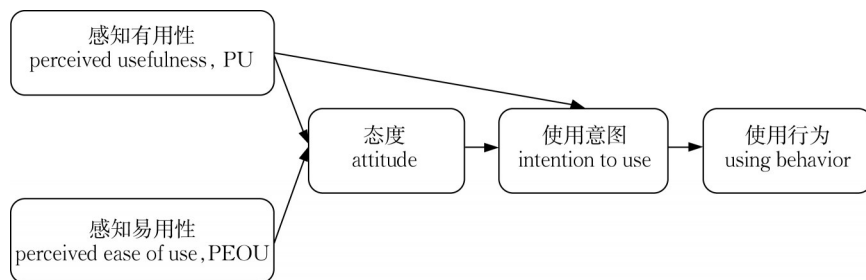 感知有用性
perceived usefulness, PU
态度
attitude
使用意图
intention to use
使用行为
using behavior
感知易用性
perceived ease of use,PEOU